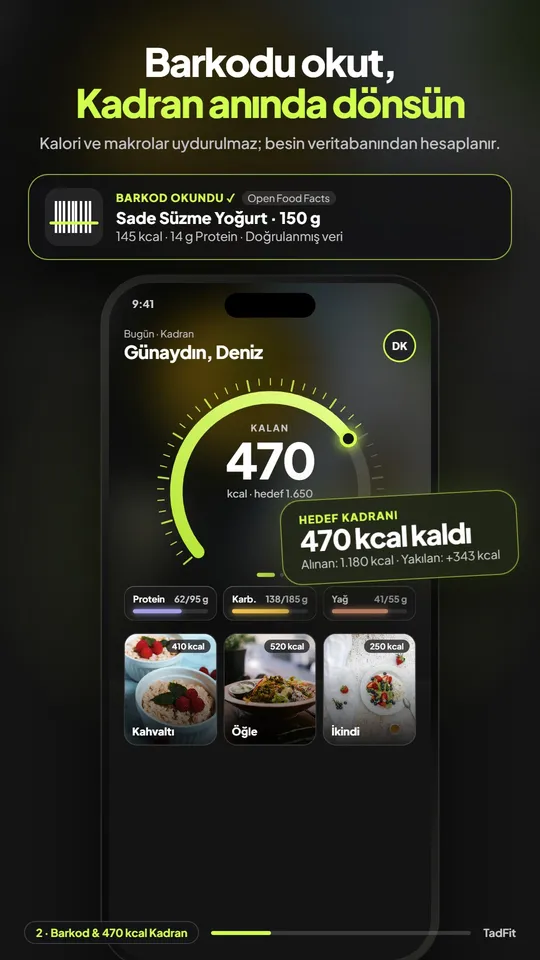 Barkodu okut,
Kadran anında dönsün
Kalori ve makrolar uydurulmaz; besin veritabanından hesaplanır.
BARKOD OKUNDU ✓ Open Food Facts
Sade Süzme Yoğurt · 150 g
145 kcal · 14 g Protein · Doğrulanmış veri
9:41
Bugün · Kadran
Günaydın, Deniz
DK
KALAN
470
kcal · hedef 1.650
HEDEF KADRANI
470 kcal kaldı
Alınan: 1.180 kcal · Yakılan: +343 kcal
Protein 62/95 g
Karb. 138/185 g
Yağ 41/55 g
410 kcal
Kahvaltı
520 kcal
Öğle
250 kcal
İkindi
2 · Barkod & 470 kcal Kadran
TadFit